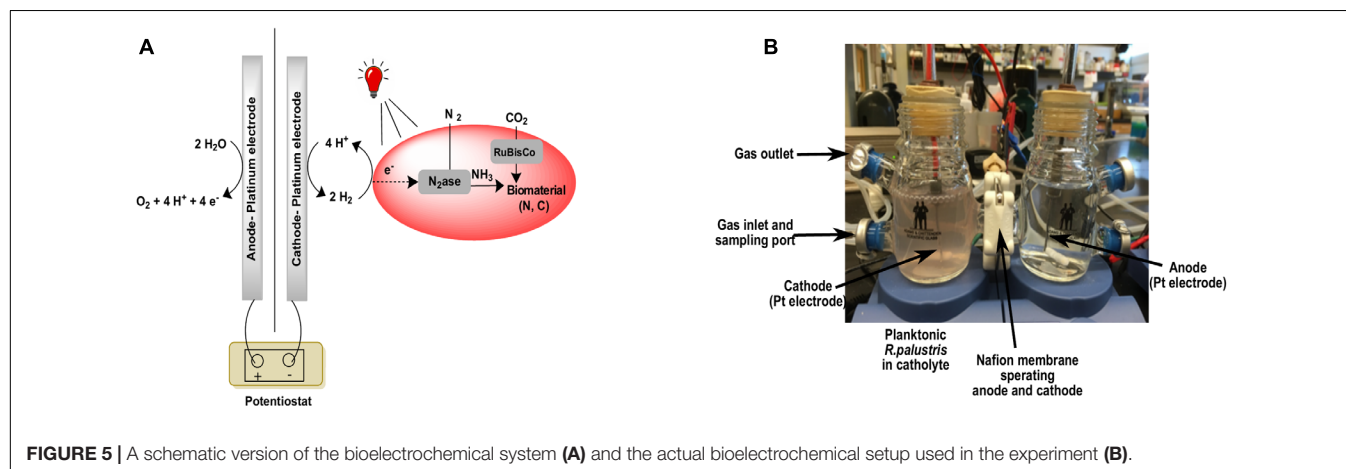 A
Anode- Platinum electrode
Cathode- Platinum electrode
2 H₂O
O₂ + 4 H⁺ + 4 e⁻
4 H⁺
2 H₂
e⁻
N ₂
CO₂
RuBisCo
N₂ase
NH₃
Biomaterial
(N, C)
+
-
Potentiostat
B
Gas outlet
Gas inlet and
sampling port
Cathode
(Pt electrode)
Anode
(Pt electrode)
Planktonic
R.palustris
in catholyte
Nafion membrane
sperating
anode and cathode
FIGURE 5 | A schematic version of the bioelectrochemical system (A) and the actual bioelectrochemical setup used in the experiment (B).